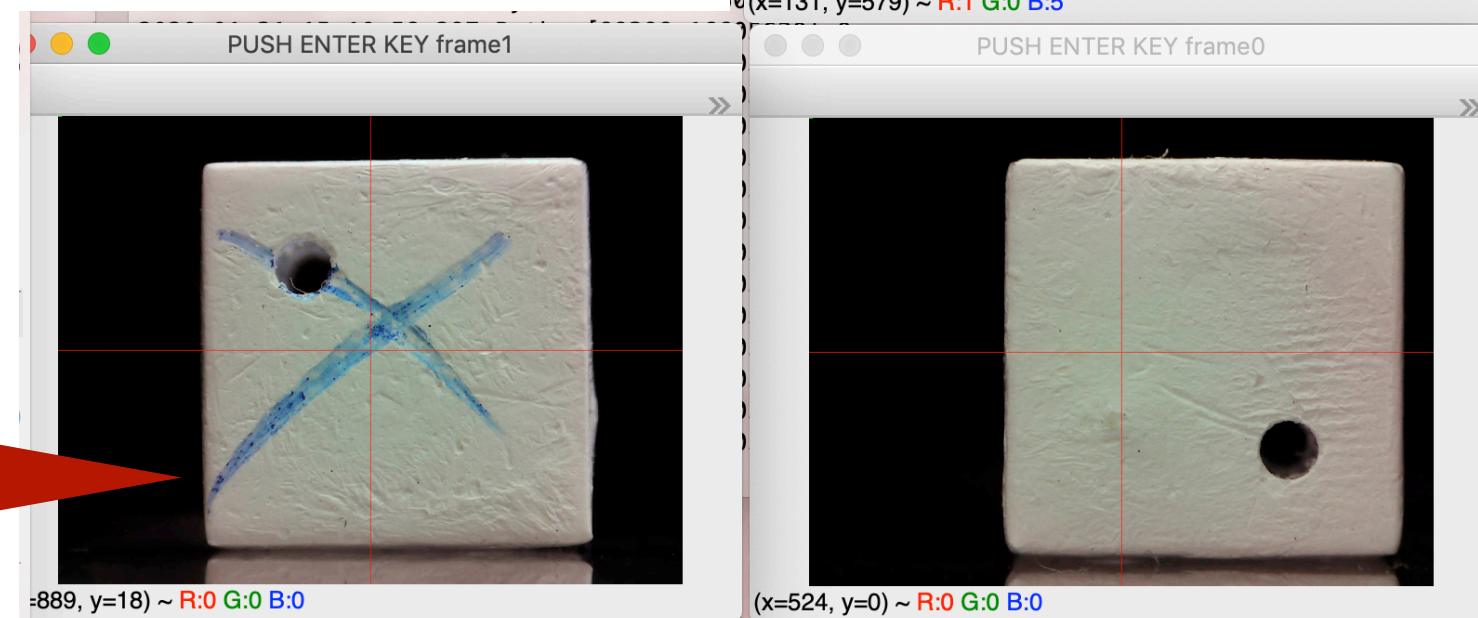 (x=131, y=579) ~ R:1 G:0 B:5
PUSH ENTER KEY frame1
PUSH ENTER KEY frame0
=889, y=18) ~ R:0 G:0 B:0
(x=524, y=0) ~ R:0 G:0 B:0